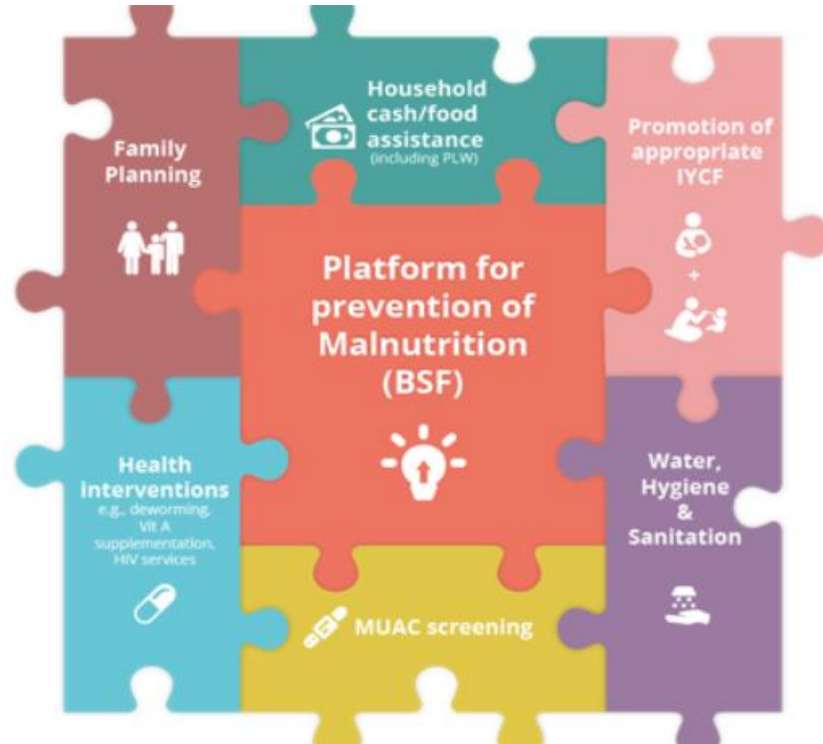 Family
Planning
Household
cash/food
assistance
(including PLW)
Promotion of
appropriate
IYCF
+
Platform for
prevention of
Malnutrition
(BSF)
Health
interventions
e.g., deworming,
Vit A
supplementation,
HIV services
MUAC screening
Water,
Hygiene
&
Sanitation